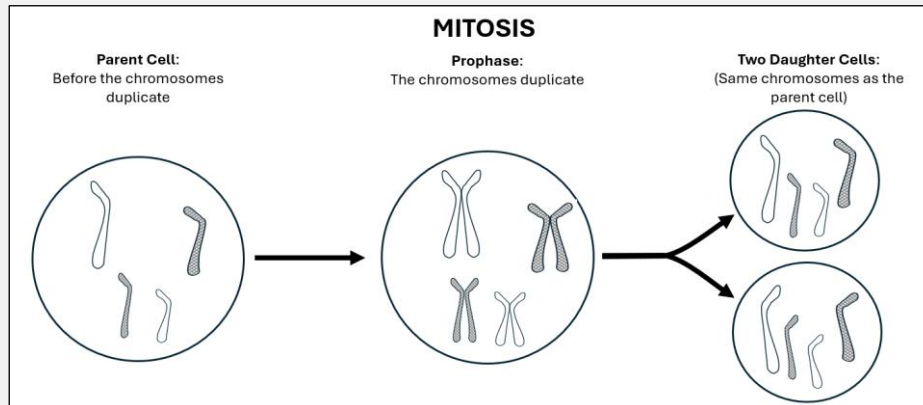 MITOSIS
Parent Cell:
Before the chromosomes
duplicate
Prophase:
The chromosomes duplicate
Two Daughter Cells:
(Same chromosomes as the
parent cell)